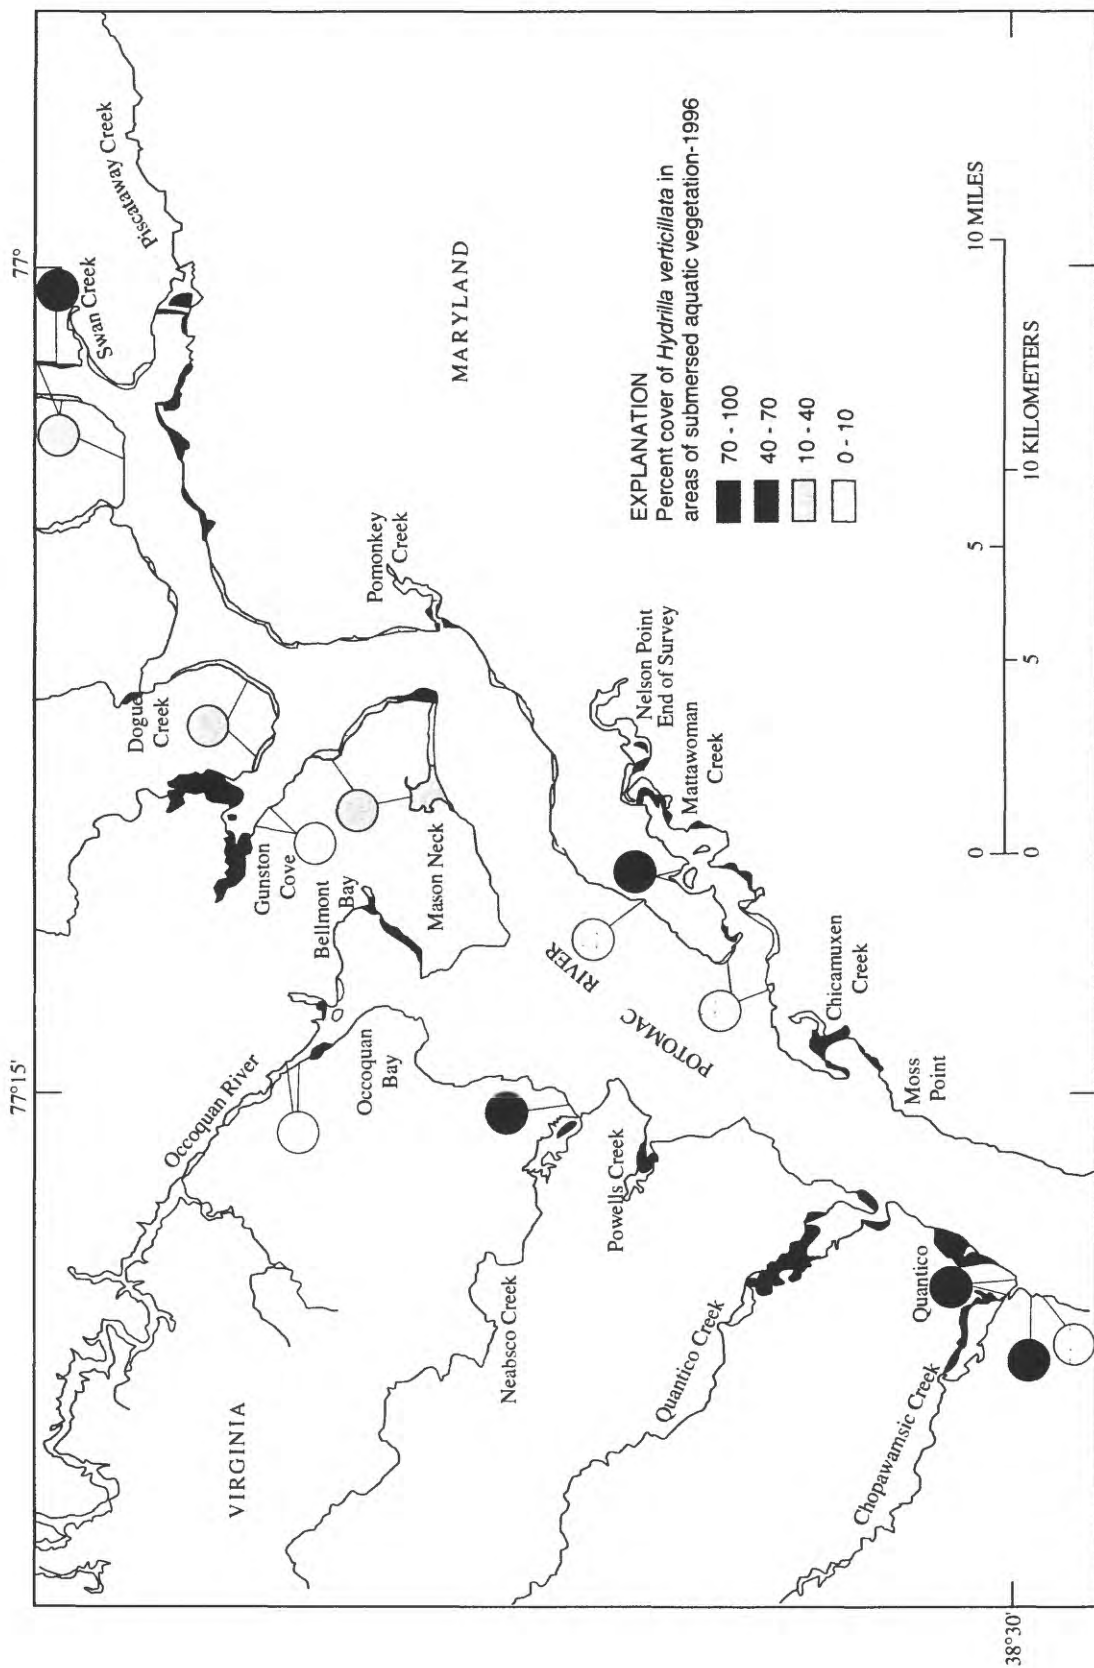 77°15'
77°
38°30'
Swan Creek
Piscataway Creek
Dogue
Creek
Pomonkey
Creek
MARYLAND
Gunston
Cove
Bellmont
Bay
Mason Neck
Nelson Point
End of Survey
Mattawoman
Creek
POTOMAC
RIVER
Chicamuxen
Creek
Moss
Point
Occoquan River
Occoquan
Bay
Neabsco Creek
Powells Creek
Quantico Creek
Quantico
Chopawamsic Creek
VIRGINIA
EXPLANATION
Percent cover of Hydrilla verticillata in
areas of submersed aquatic vegetation-1996
70 - 100
40 - 70
10 - 40
0 - 10
0 5 10 KILOMETERS
0 5 10 MILES